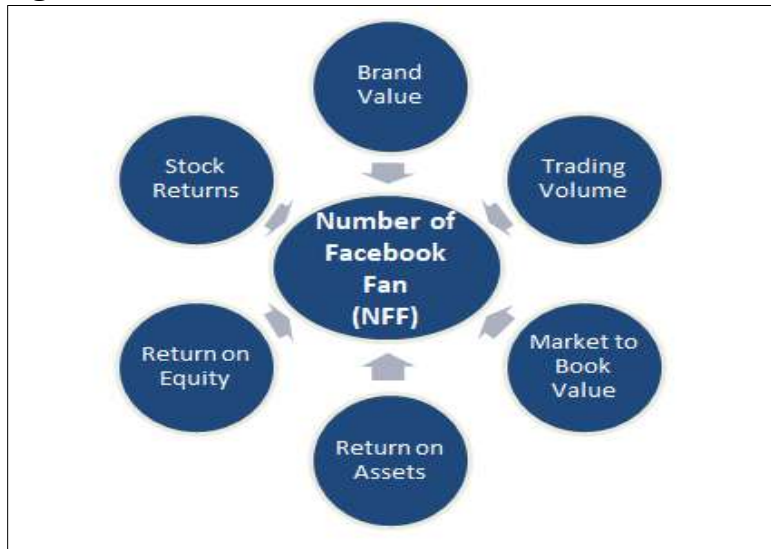 Brand
Value
Stock
Returns
Trading
Volume
Number of
Facebook
Fan
(NFF)
Return on
Equity
Market to
Book
Value
Return on
Assets